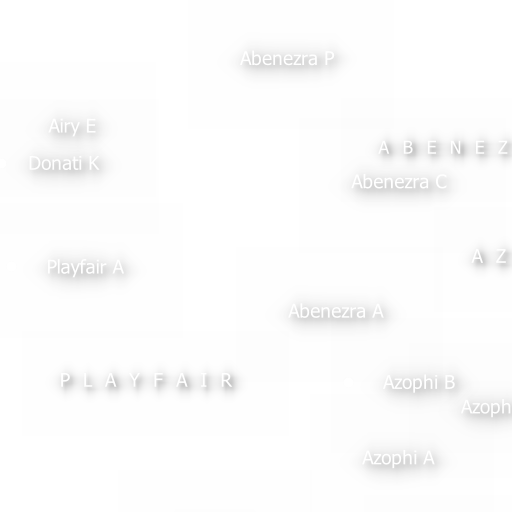 Abenezra P
Airy E
A B E N E Z
Donati K
Abenezra C
A Z
Playfair A
Abenezra A
P L A Y F A I R
Azophi B
Azoph
Azophi A